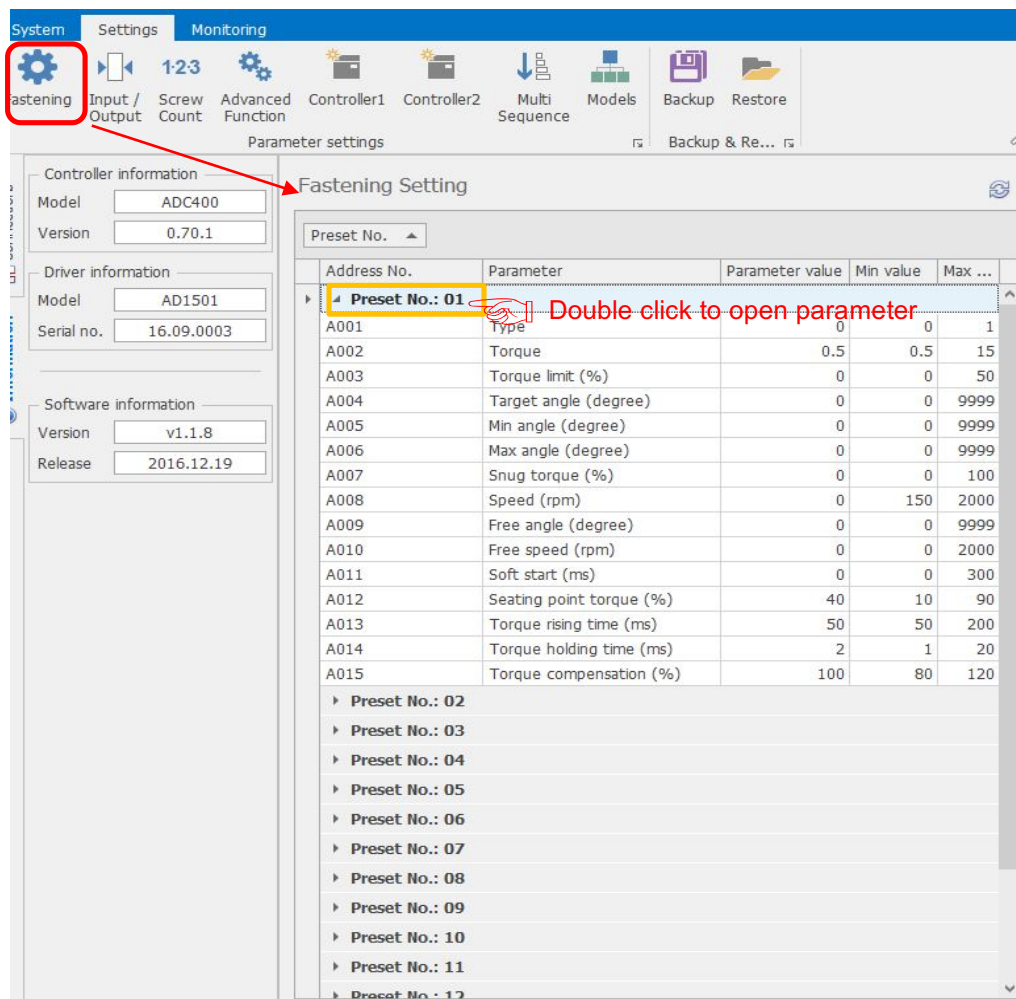 System Settings Monitoring
astening Input / Output 1·2·3 Screw Count Advanced Function Controller1 Controller2 Multi Sequence Models Backup Restore
Parameter settings Backup & Re...
Controller information
Model ADC400
Version 0.70.1
Driver information
Model AD1501
Serial no. 16.09.0003
Software information
Version v1.1.8
Release 2016.12.19
Fastening Setting
Preset No.
Address No. Parameter Parameter value Min value Max ...
Preset No.: 01 Double click to open parameter
A001 Type 0 0 1
A002 Torque 0.5 0.5 15
A003 Torque limit (%) 0 0 50
A004 Target angle (degree) 0 0 9999
A005 Min angle (degree) 0 0 9999
A006 Max angle (degree) 0 0 9999
A007 Snug torque (%) 0 0 100
A008 Speed (rpm) 0 150 2000
A009 Free angle (degree) 0 0 9999
A010 Free speed (rpm) 0 0 2000
A011 Soft start (ms) 0 0 300
A012 Seating point torque (%) 40 10 90
A013 Torque rising time (ms) 50 50 200
A014 Torque holding time (ms) 2 1 20
A015 Torque compensation (%) 100 80 120
Preset No.: 02
Preset No.: 03
Preset No.: 04
Preset No.: 05
Preset No.: 06
Preset No.: 07
Preset No.: 08
Preset No.: 09
Preset No.: 10
Preset No.: 11
Preset No.: 12